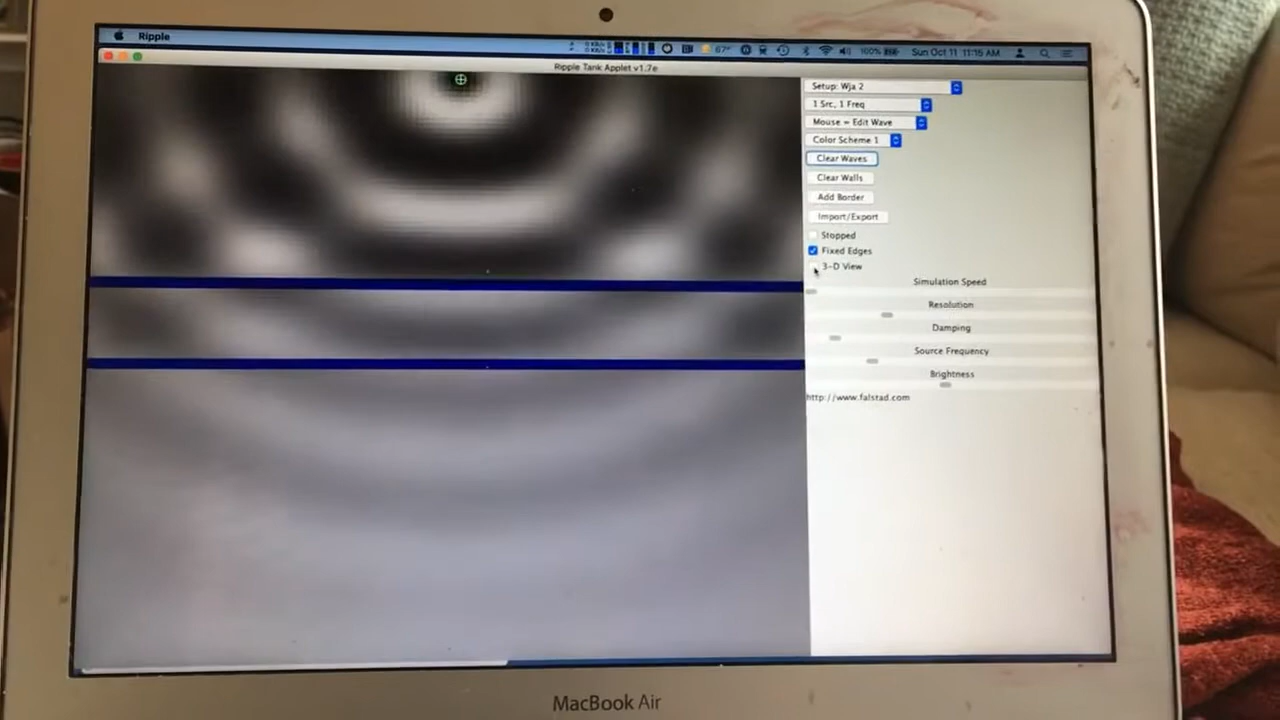 Ripple
67°
100%
Sun Oct 11 11:15 AM
Ripple Tank Applet v1.7e
Setup: Wja 2
1 Src, 1 Freq
Mouse = Edit Wave
Color Scheme 1
Clear Waves
Clear Walls
Add Border
Import/Export
Stopped
Fixed Edges
3-D View
Simulation Speed
Resolution
Damping
Source Frequency
Brightness
http://www.falstad.com
MacBook Air